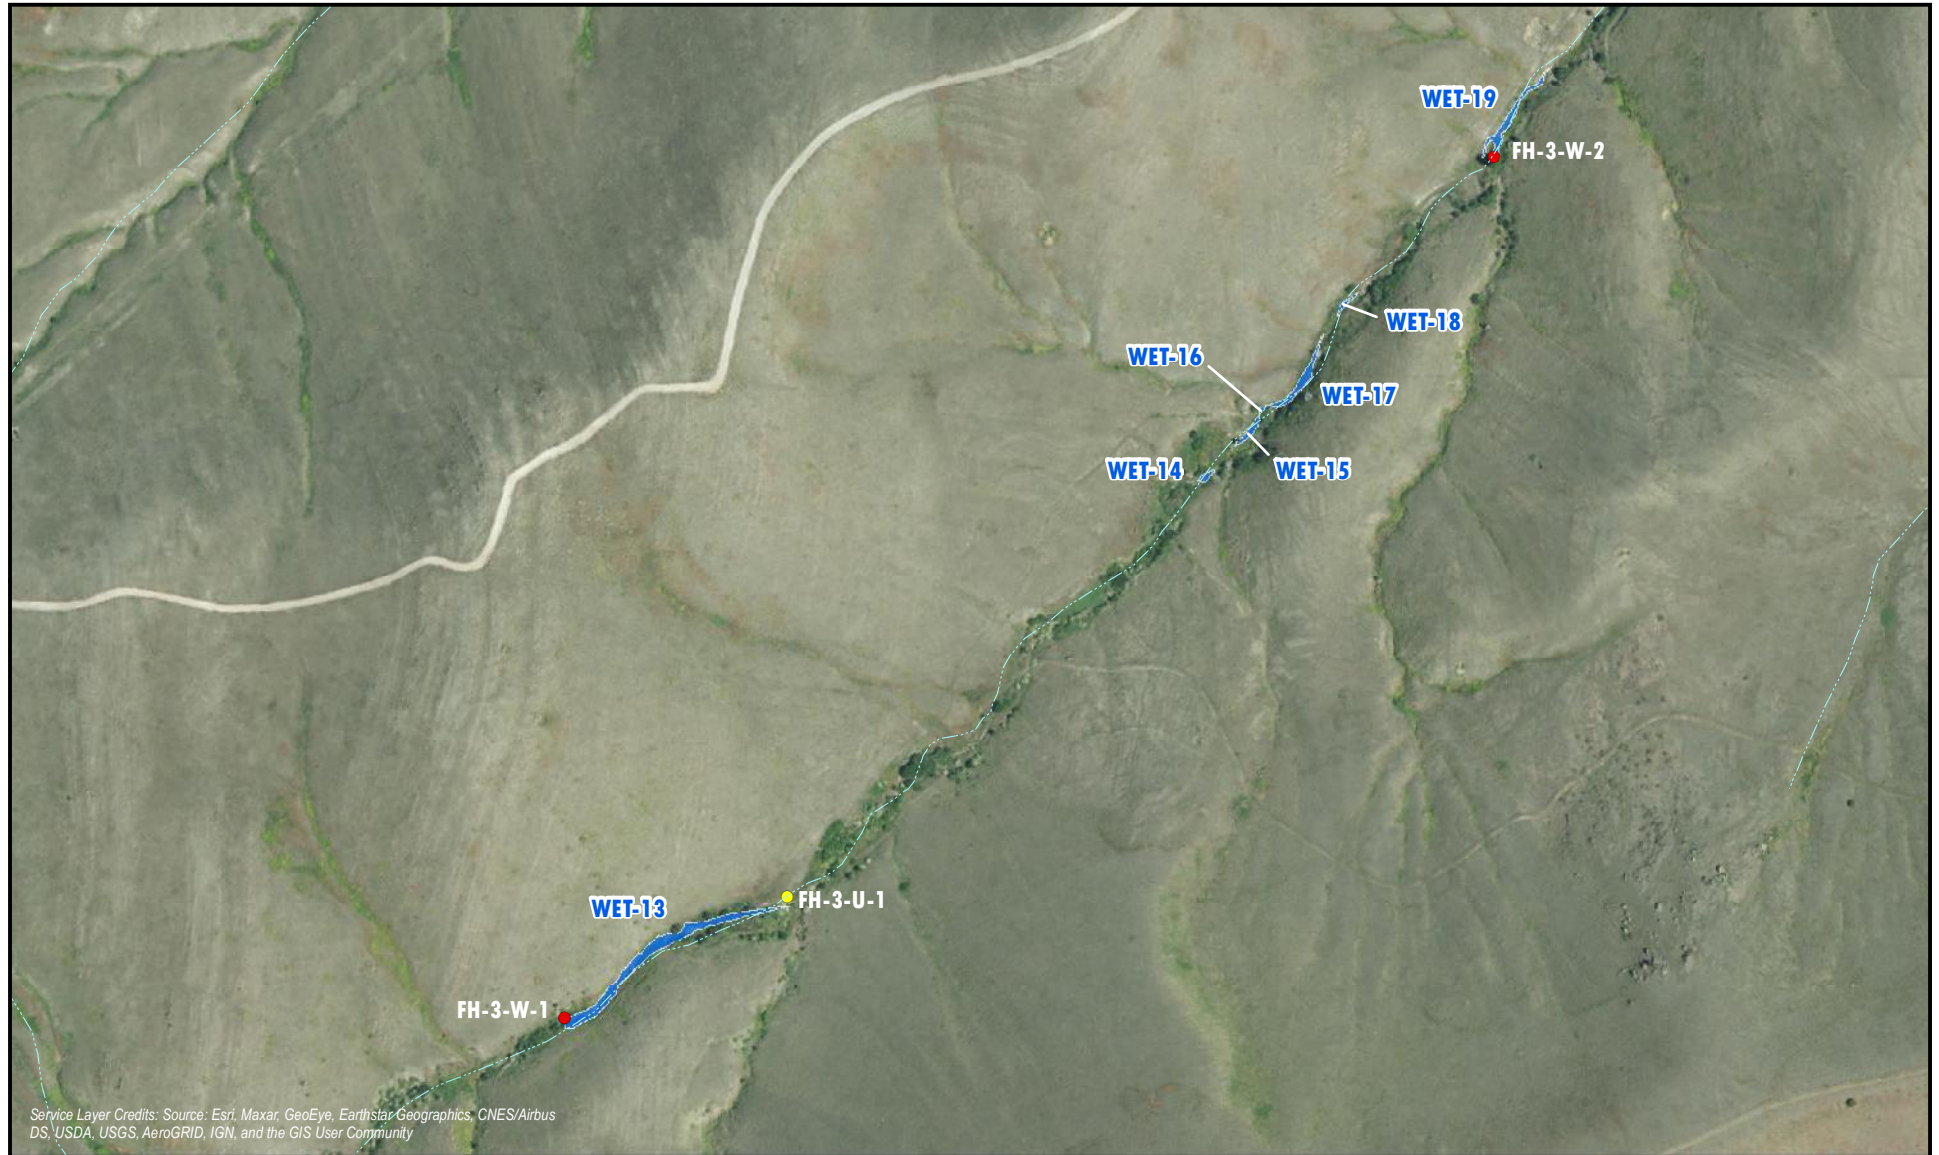 WET-19
FH-3-W-2
WET-18
WET-16
WET-17
WET-14
WET-15
FH-3-U-1
WET-13
FH-3-W-1
Service Layer Credits: Source: Esri, Maxar, GeoEye, Earthstar Geographics, CNES/Airbus
DS, USDA, USGS, AeroGRID, IGN, and the GIS User Community